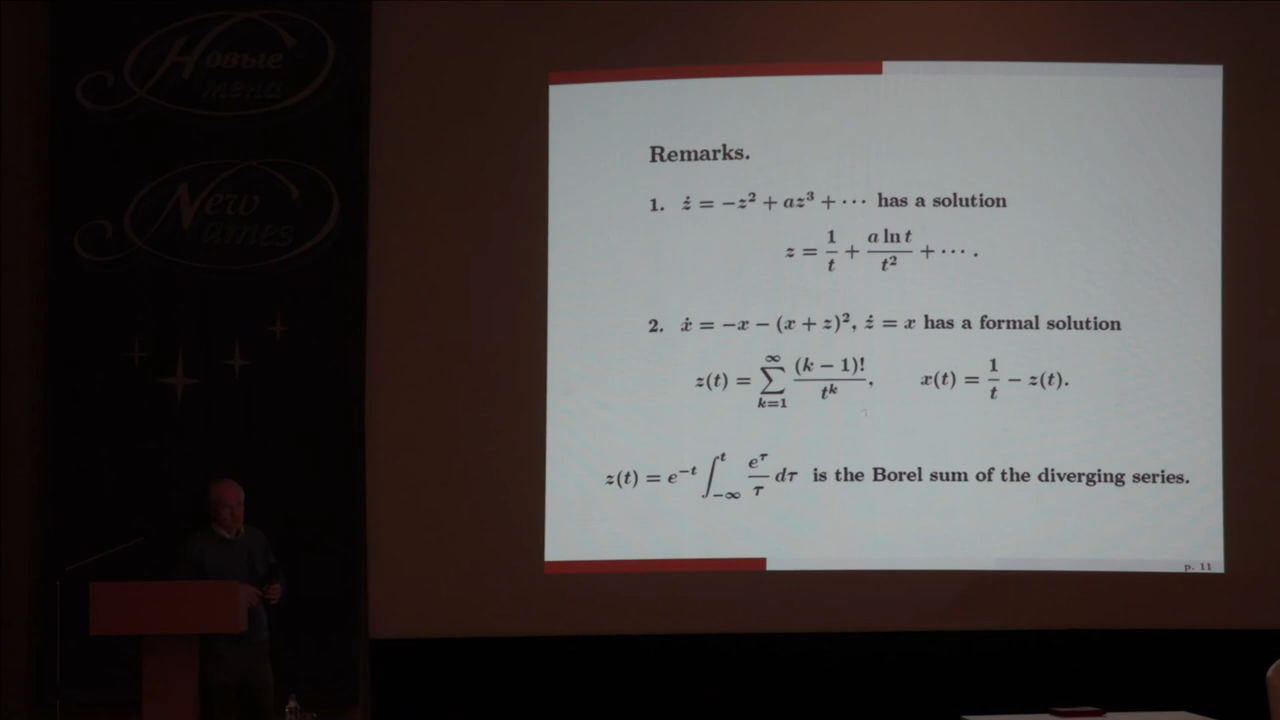 Новые
имена
New
Names
Remarks.
1. ż = −z² + az³ + ⋯ has a solution
z = 1/t + a ln t/t² + ⋯ .
2. ẋ = −x − (x + z)², ż = x has a formal solution
z(t) = ∑_{k=1}^{∞} (k − 1)!/t^k, x(t) = 1/t − z(t).
z(t) = e^{−t} ∫_{−∞}^{t} e^τ/τ dτ is the Borel sum of the diverging series.
p. 11